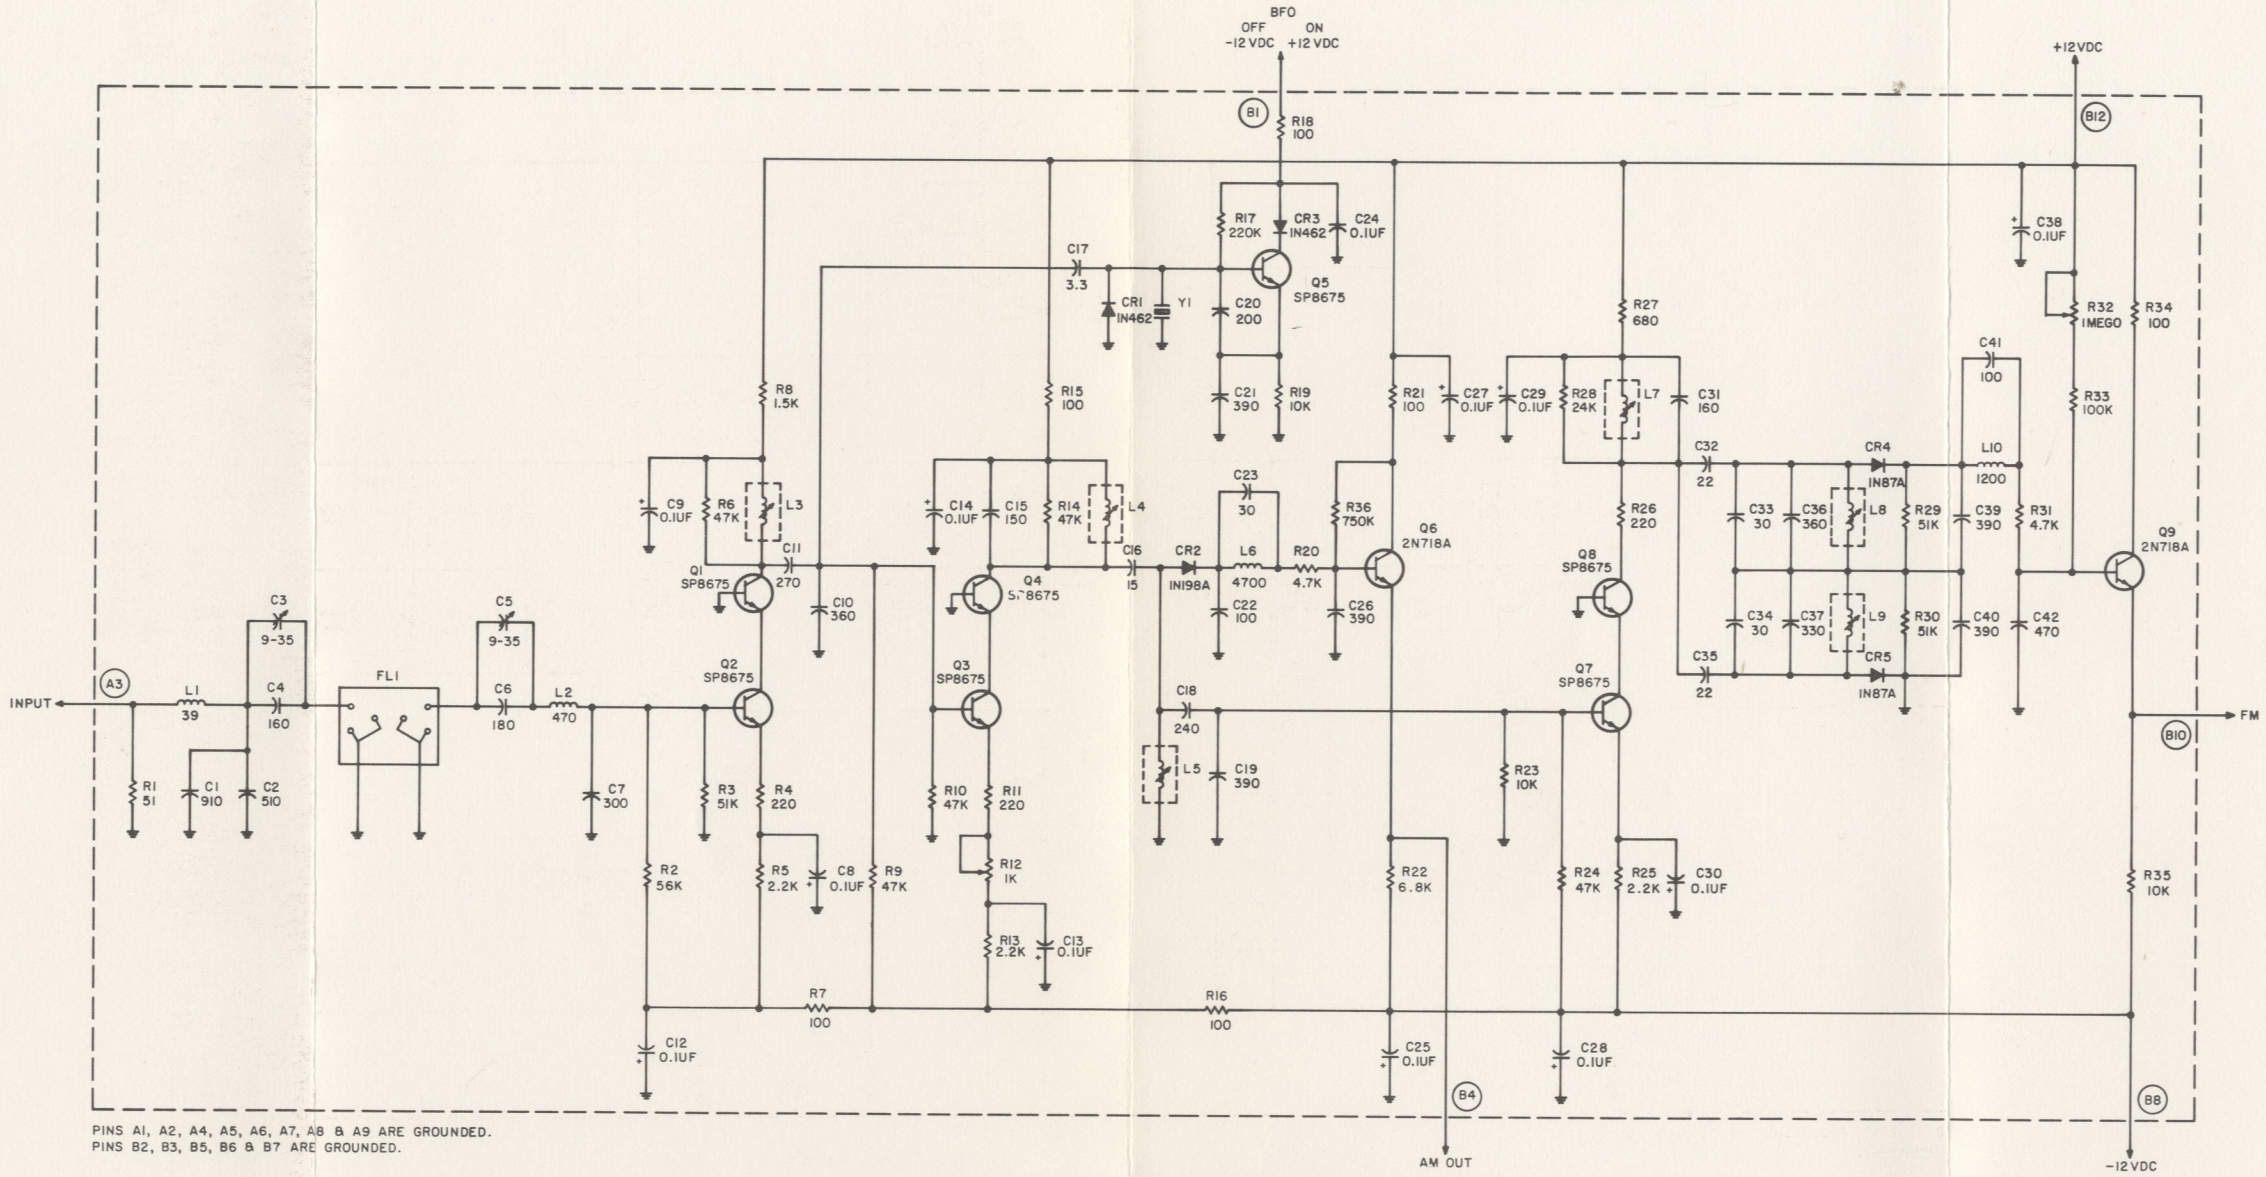 BFO
OFF ON
-12VDC +12VDC
+12VDC
B1
R18
100
B12
R17
220K
CR3
IN462
C24
0.1UF
+
C38
0.1UF
C17
3.3
Q5
SP8675
CR1
IN462
Y1
C20
200
R27
680
R32
1MEGO
R34
100
C41
100
R8
1.5K
R15
100
C21
390
R19
10K
R21
100
+
C27
0.1UF
+
C29
0.1UF
R28
24K
L7
C31
160
R33
100K
C32
22
CR4
IN87A
L10
1200
C23
30
+
C9
0.1UF
R6
47K
L3
+
C14
0.1UF
C15
150
R14
47K
L4
R36
750K
R26
220
C33
30
C36
360
L8
R29
51K
C39
390
R31
4.7K
Q6
2N718A
Q9
2N718A
C11
270
C16
15
CR2
IN198A
L6
4700
R20
4.7K
Q1
SP8675
Q4
SP8675
Q8
SP8675
C3
9-35
C5
9-35
C10
360
C22
100
C26
390
C34
30
C37
330
L9
R30
51K
C40
390
C42
470
C35
22
CR5
IN87A
Q2
SP8675
Q3
SP8675
Q7
SP8675
FL1
INPUT
A3
L1
39
C4
160
C6
180
L2
470
C18
240
FM
B10
R1
51
C1
910
C2
510
C7
300
R3
51K
R4
220
R10
47K
R11
220
L5
C19
390
R23
10K
R2
56K
R5
2.2K
+
C8
0.1UF
R9
47K
R12
1K
R22
6.8K
R24
47K
R25
2.2K
+
C30
0.1UF
R35
10K
R13
2.2K
+
C13
0.1UF
R7
100
R16
100
+
C12
0.1UF
+
C25
0.1UF
+
C28
0.1UF
B4
B8
PINS A1, A2, A4, A5, A6, A7, A8 & A9 ARE GROUNDED.
PINS B2, B3, B5, B6 & B7 ARE GROUNDED.
AM OUT
-12VDC